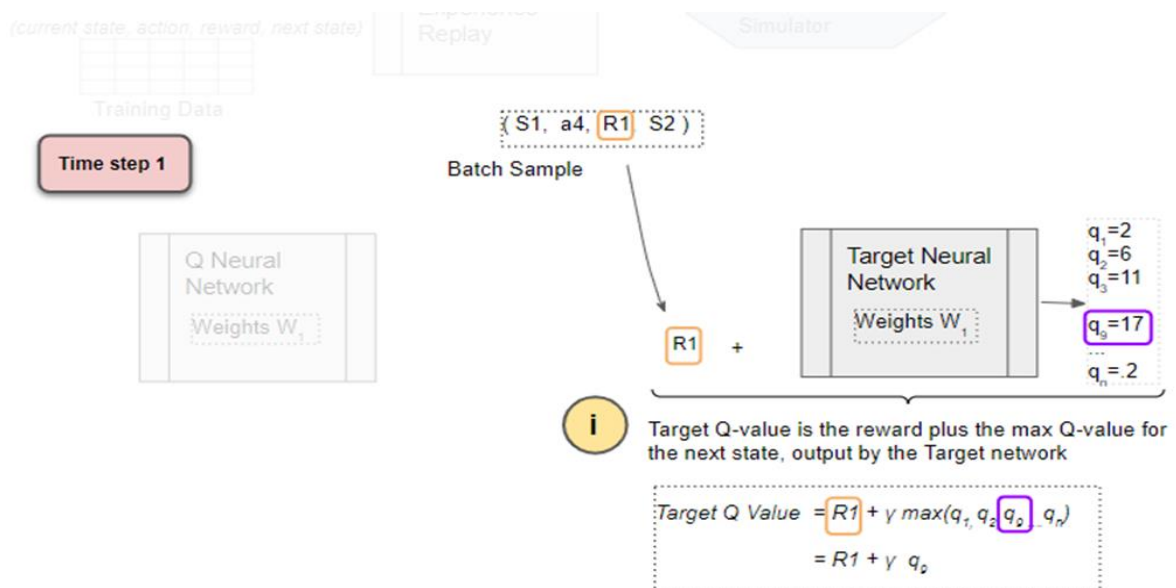 (current state, action, reward, next state)
Experience
Replay
Simulator
Training Data
( S1, a4, R1, S2 )
Time step 1
Batch Sample
Q Neural
Network
Weights W₁
Target Neural
Network
Weights W₁
q₁=2
q₂=6
q₃=11
q₉=17
...
qₙ=.2
R1 +
i
Target Q-value is the reward plus the max Q-value for
the next state, output by the Target network
Target Q Value = R1 + γ max(q₁, q₂ q₉ ... qₙ)
= R1 + γ q₉